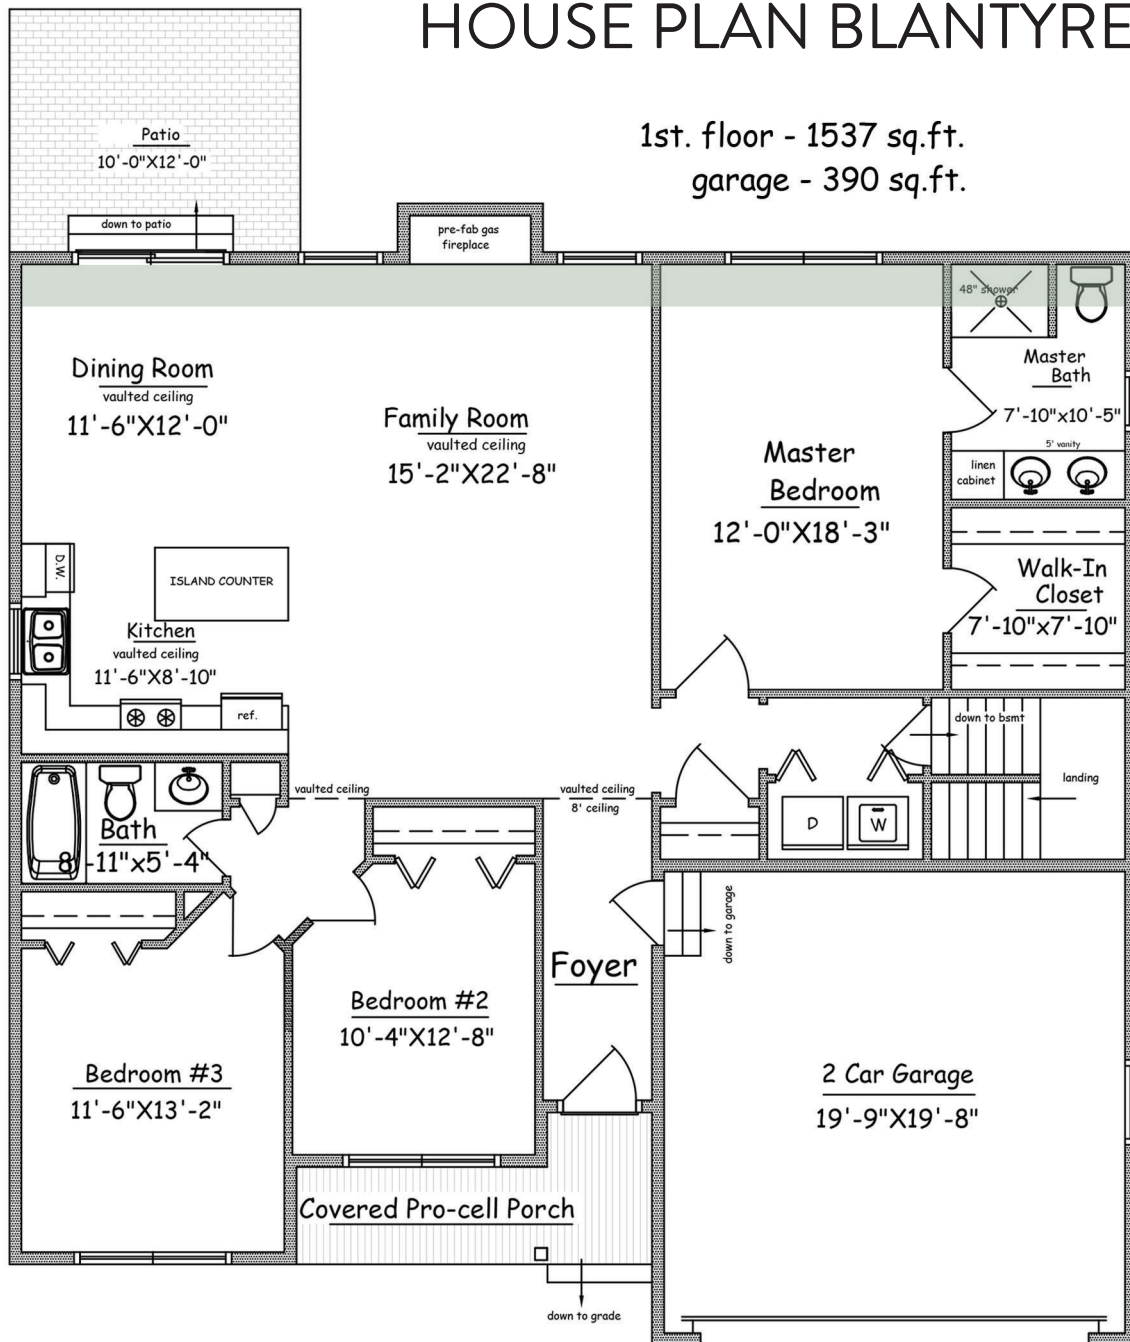 HOUSE PLAN BLANTYRE
1st. floor - 1537 sq.ft.
garage - 390 sq.ft.
Patio
10'-0"X12'-0"
down to patio
pre-fab gas
fireplace
48" shower
Master
Bath
7'-10"x10'-5"
5' vanity
linen
cabinet
Dining Room
vaulted ceiling
11'-6"X12'-0"
Family Room
vaulted ceiling
15'-2"X22'-8"
Master
Bedroom
12'-0"X18'-3"
Walk-In
Closet
7'-10"x7'-10"
D.W.
ISLAND COUNTER
Kitchen
vaulted ceiling
11'-6"X8'-10"
ref.
down to bsmt
landing
vaulted ceiling
vaulted ceiling
8' ceiling
D
W
Bath
8'-11"x5'-4"
down to garage
Foyer
Bedroom #2
10'-4"X12'-8"
Bedroom #3
11'-6"X13'-2"
2 Car Garage
19'-9"X19'-8"
Covered Pro-cell Porch
down to grade